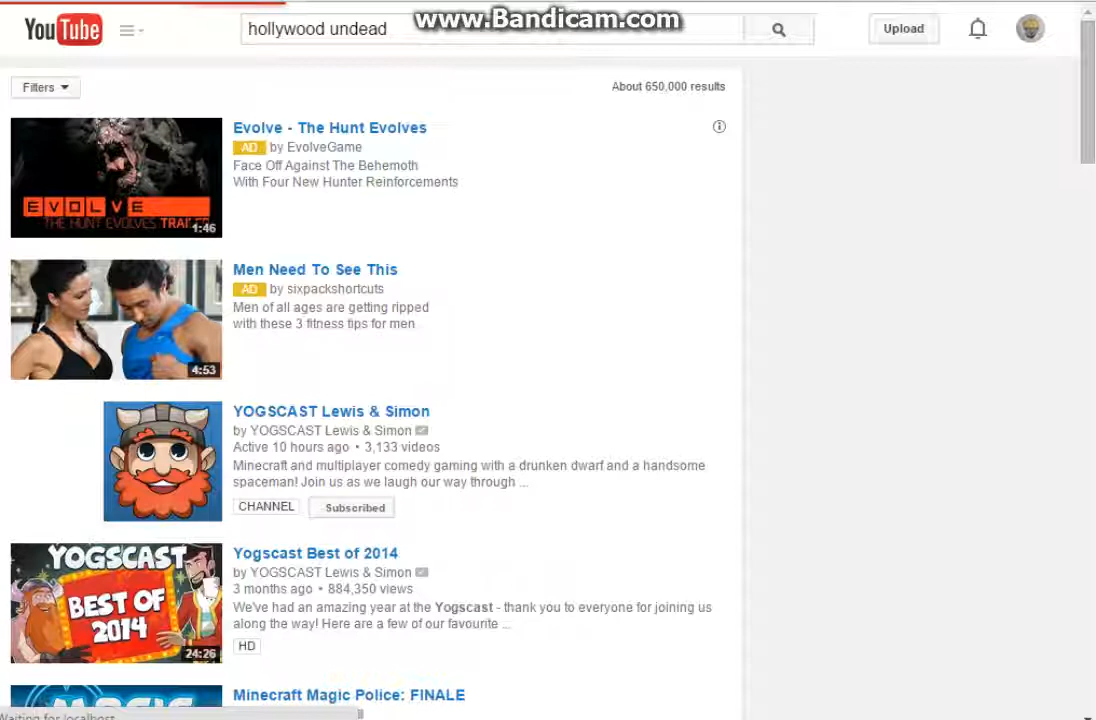 www.Bandicam.com
YouTube
hollywood undead
Upload
Filters
About 650,000 results
EVOLVE
THE HUNT EVOLVES TRAILER
1:46
Evolve - The Hunt Evolves
AD by EvolveGame
Face Off Against The Behemoth
With Four New Hunter Reinforcements
4:53
Men Need To See This
AD by sixpackshortcuts
Men of all ages are getting ripped
with these 3 fitness tips for men
YOGSCAST Lewis & Simon
by YOGSCAST Lewis & Simon
Active 10 hours ago • 3,133 videos
Minecraft and multiplayer comedy gaming with a drunken dwarf and a handsome
spaceman! Join us as we laugh our way through ...
CHANNEL
Subscribed
YOGSCAST
BEST OF
2014
24:26
Yogscast Best of 2014
by YOGSCAST Lewis & Simon
3 months ago • 884,350 views
We've had an amazing year at the Yogscast - thank you to everyone for joining us
along the way! Here are a few of our favourite ...
HD
MAGIC
Minecraft Magic Police: FINALE
Waiting for localhost